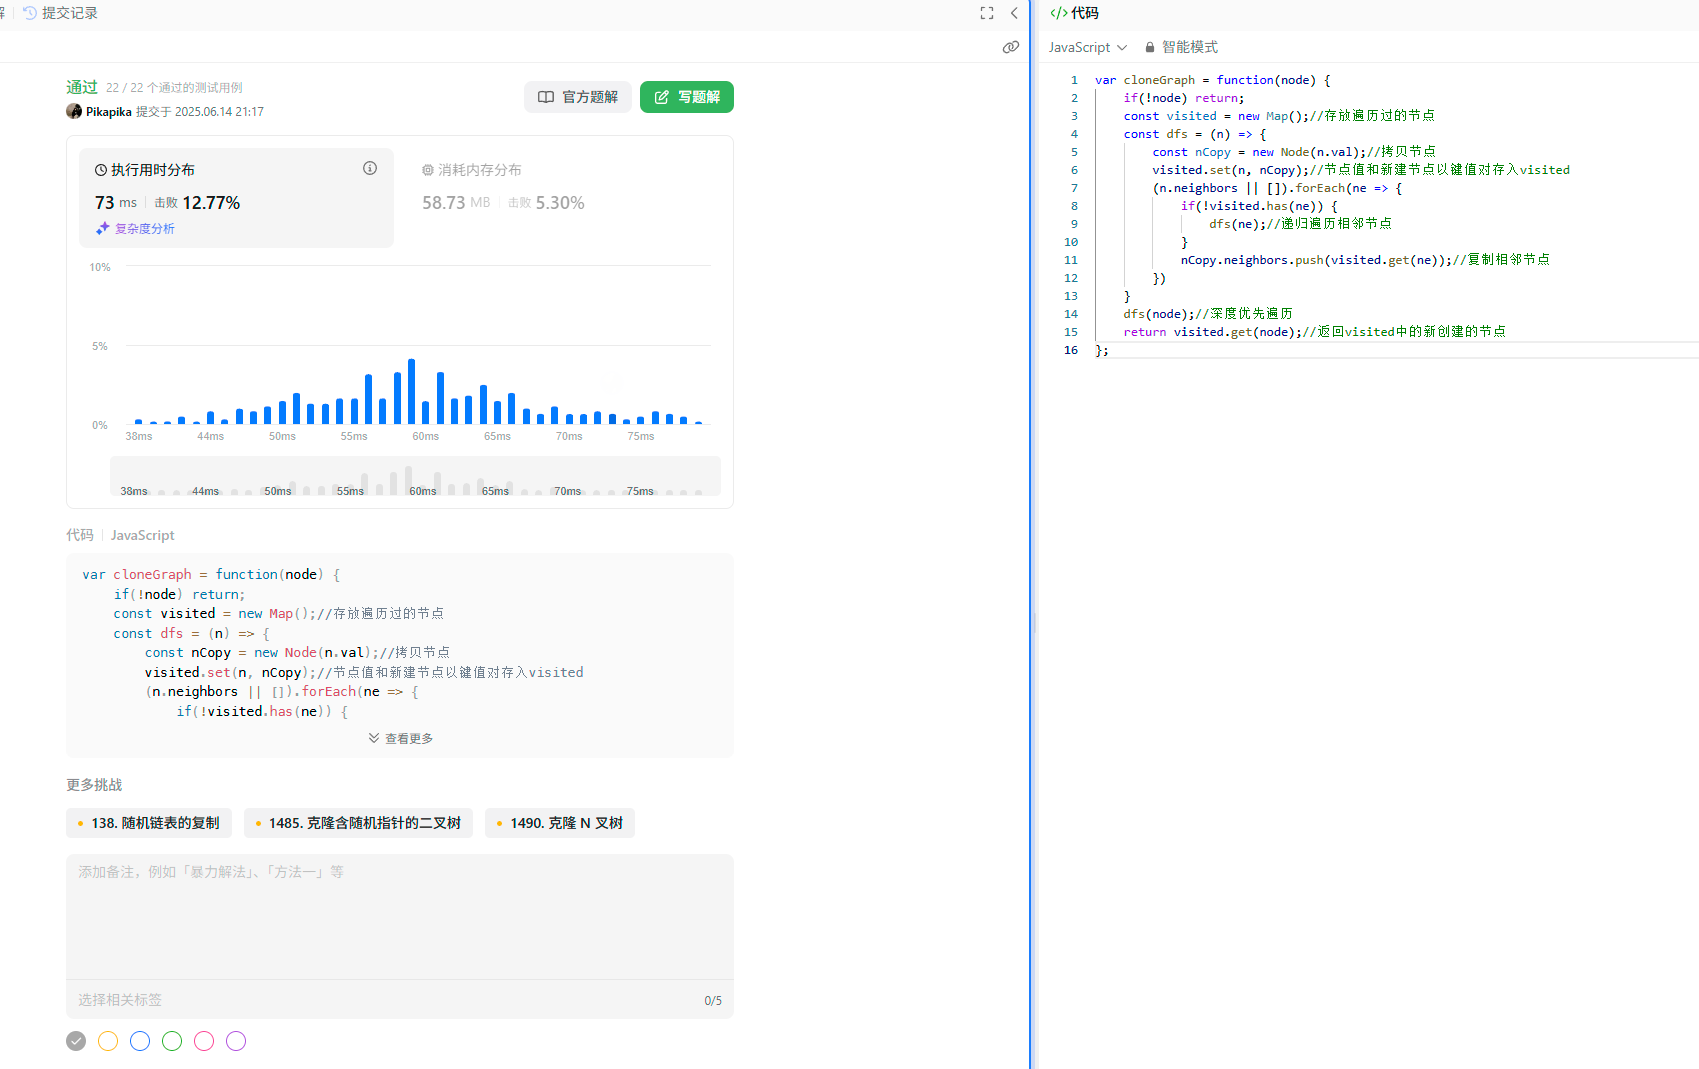 提交记录
通过 22 / 22 个通过的测试用例
Pikapika 提交于 2025.06.14 21:17
官方题解
写题解
执行用时分布
73 ms 击败 12.77%
复杂度分析
消耗内存分布
58.73 MB 击败 5.30%
10%
5%
0%
38ms 44ms 50ms 55ms 60ms 65ms 70ms 75ms
38ms 44ms 50ms 55ms 60ms 65ms 70ms 75ms
代码 JavaScript
var cloneGraph = function(node) {
    if(!node) return;
    const visited = new Map();//存放遍历过的节点
    const dfs = (n) => {
        const nCopy = new Node(n.val);//拷贝节点
        visited.set(n, nCopy);//节点值和新建节点以键值对存入visited
        (n.neighbors || []).forEach(ne => {
            if(!visited.has(ne)) {
查看更多
更多挑战
138. 随机链表的复制
1485. 克隆含随机指针的二叉树
1490. 克隆 N 叉树
添加备注，例如「暴力解法」、「方法一」等
选择相关标签 0/5
</> 代码
JavaScript 智能模式
1 var cloneGraph = function(node) {
2     if(!node) return;
3     const visited = new Map();//存放遍历过的节点
4     const dfs = (n) => {
5         const nCopy = new Node(n.val);//拷贝节点
6         visited.set(n, nCopy);//节点值和新建节点以键值对存入visited
7         (n.neighbors || []).forEach(ne => {
8             if(!visited.has(ne)) {
9                 dfs(ne);//递归遍历相邻节点
10             }
11             nCopy.neighbors.push(visited.get(ne));//复制相邻节点
12         })
13     }
14     dfs(node);//深度优先遍历
15     return visited.get(node);//返回visited中的新创建的节点
16 };